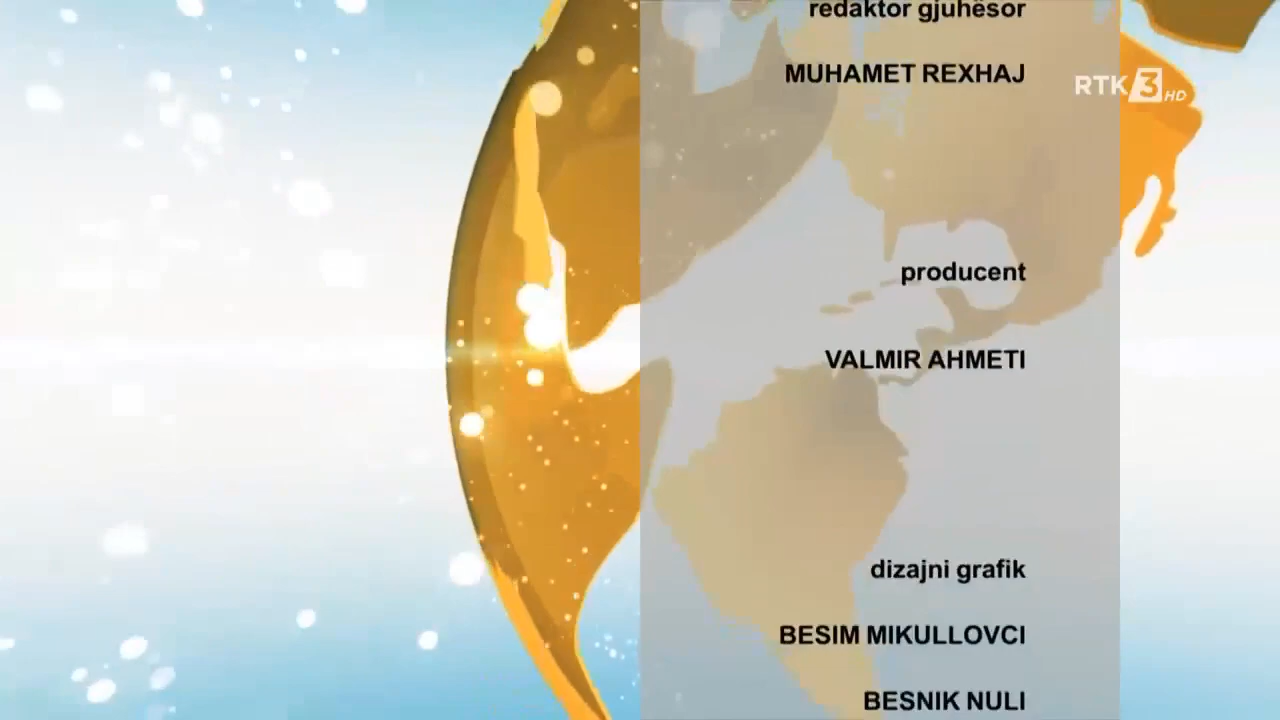 redaktor gjuhësor
MUHAMET REXHAJ
RTK 3 HD
producent
VALMIR AHMETI
dizajni grafik
BESIM MIKULLOVCI
BESNIK NULI